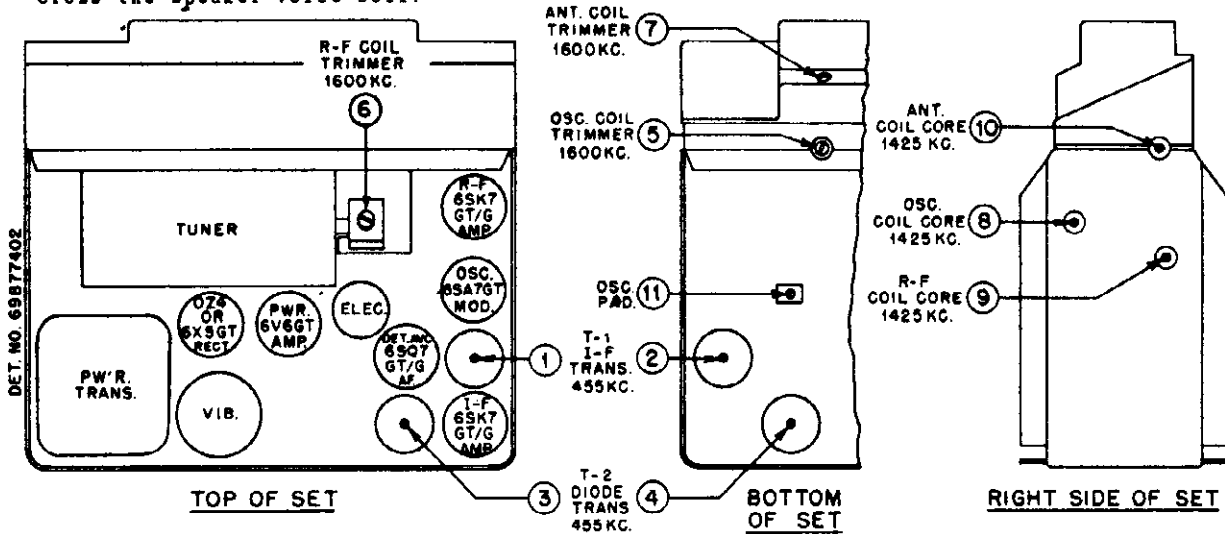 ANT. COIL
TRIMMER
1600KC.
7
R-F COIL
TRIMMER
1600KC.
6
OSC. COIL
TRIMMER
1600KC.
5
ANT.
COIL CORE
1425 KC.
10
OSC.
COIL CORE
1425 KC.
8
R-F
COIL CORE
1425 KC.
9
TUNER
R-F
6SK7
GT/G
AMP.
OSC.
6SA7GT
MOD.
OZ4
OR
6X5GT
RECT.
PWR.
6V6GT
AMP.
ELEC.
DET. AVC
6SQ7
GT/G
AF
I-F
6SK7
GT/G
AMP.
PW'R.
TRANS.
VIB.
DET. NO. 69B77402
OSC.
PAD.
11
1
T-1
I-F
TRANS.
455KC.
2
3
T-2
DIODE
TRANS
455KC.
4
TOP OF SET
BOTTOM
OF SET
RIGHT SIDE OF SET